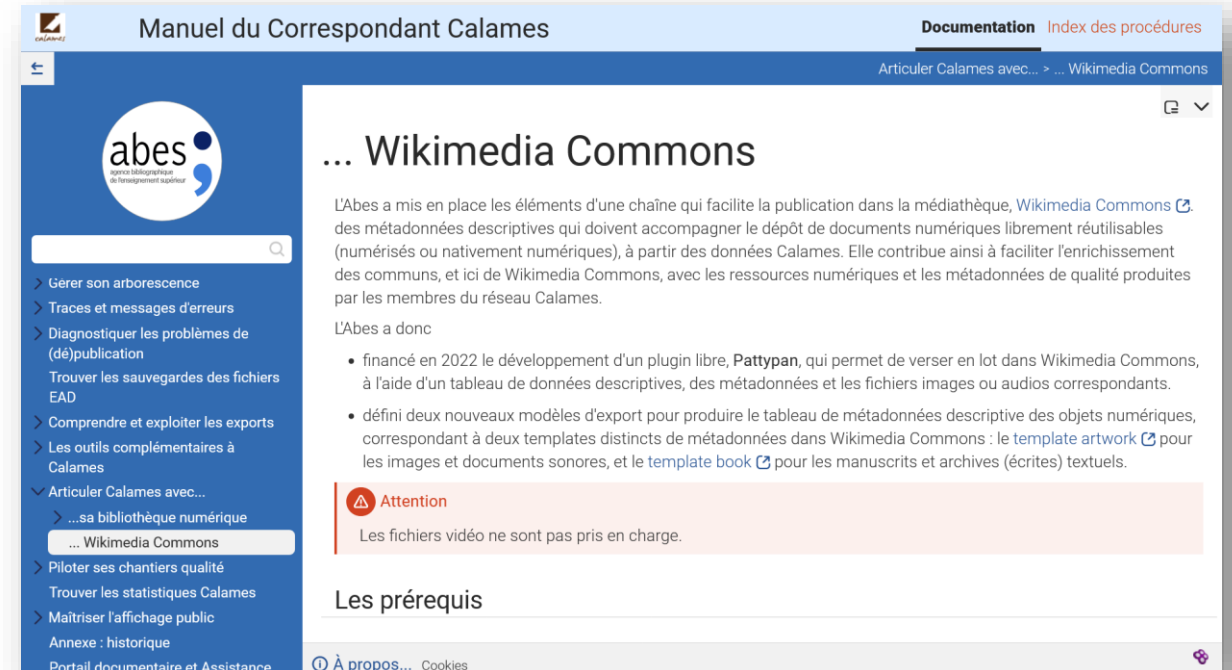 calames
Manuel du Correspondant Calames
Documentation Index des procédures
Articuler Calames avec... > ... Wikimedia Commons
abes
agence bibliographique
de l'enseignement supérieur
Gérer son arborescence
Traces et messages d'erreurs
Diagnostiquer les problèmes de
(dé)publication
Trouver les sauvegardes des fichiers
EAD
Comprendre et exploiter les exports
Les outils complémentaires à
Calames
Articuler Calames avec...
...sa bibliothèque numérique
... Wikimedia Commons
Piloter ses chantiers qualité
Trouver les statistiques Calames
Maîtriser l'affichage public
Annexe : historique
Portail documentaire et Assistance
... Wikimedia Commons
L'Abes a mis en place les éléments d'une chaîne qui facilite la publication dans la médiathèque, Wikimedia Commons.
des métadonnées descriptives qui doivent accompagner le dépôt de documents numériques librement réutilisables
(numérisés ou nativement numériques), à partir des données Calames. Elle contribue ainsi à faciliter l'enrichissement
des communs, et ici de Wikimedia Commons, avec les ressources numériques et les métadonnées de qualité produites
par les membres du réseau Calames.
L'Abes a donc
• financé en 2022 le développement d'un plugin libre, Pattypan, qui permet de verser en lot dans Wikimedia Commons,
à l'aide d'un tableau de données descriptives, des métadonnées et les fichiers images ou audios correspondants.
• défini deux nouveaux modèles d'export pour produire le tableau de métadonnées descriptive des objets numériques,
correspondant à deux templates distincts de métadonnées dans Wikimedia Commons : le template artwork pour
les images et documents sonores, et le template book pour les manuscrits et archives (écrites) textuels.
Attention
Les fichiers vidéo ne sont pas pris en charge.
Les prérequis
À propos... Cookies